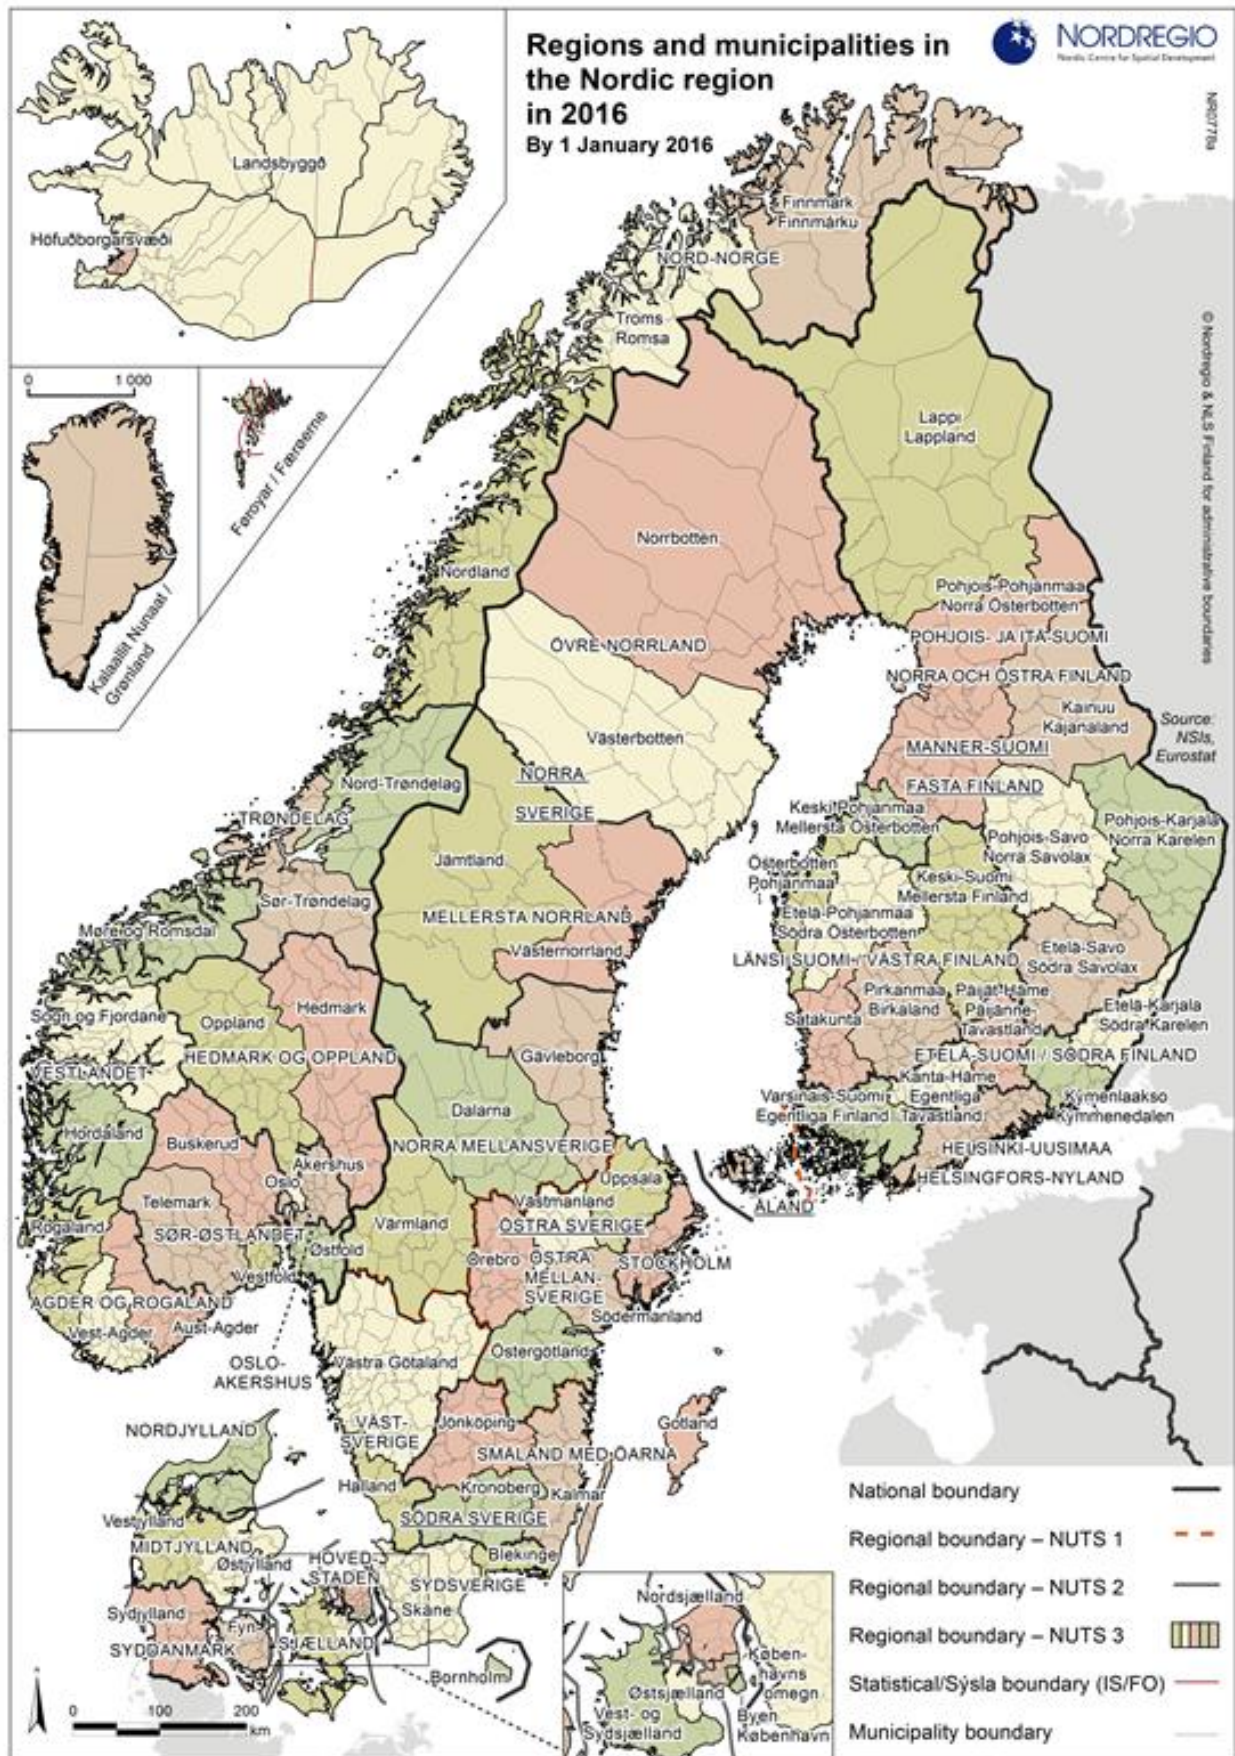 Regions and municipalities in
the Nordic region
in 2016
By 1 January 2016
NORDREGIO
Nordic Centre for Spatial Development
NR0778a
Landsbyggð
Höfuðborgarsvæði
0 1 000
Føroyar / Færøerne
Kalaallit Nunaat /
Grønland
© Nordregio & NLS Finland for administrative boundaries
Source:
NSIs,
Eurostat
Finnmark
Finnmárku
NORD-NORGE
Troms
Romsa
Lappi
Lappland
Norrbotten
Nordland
Pohjois-Pohjanmaa
Norra Österbotten
ÖVRE NORRLAND
POHJOIS- JA ITÄ-SUOMI
NORRA OCH ÖSTRA FINLAND
Kainuu
Kajanaland
Västerbotten
MANNER-SUOMI
FASTA FINLAND
NORRA
SVERIGE
Nord-Trøndelag
TRØNDELAG
Keski-Pohjanmaa
Mellersta Österbotten
Pohjois-Savo
Norra Savolax
Pohjois-Karjala
Norra Karelen
Jämtland
Österbotten
Pohjanmaa
Keski-Suomi
Mellersta Finland
Sør-Trøndelag
MELLERSTA NORRLAND
Etelä-Pohjanmaa
Södra Österbotten
Møre og Romsdal
Västernorrland
Etelä-Savo
Södra Savolax
LÄNSI-SUOMI / VÄSTRA FINLAND
Hedmark
Oppland
Sogn og Fjordane
Pirkanmaa
Birkaland
Päijät-Häme
Päijänne-
Tavastland
Etelä-Karjala
Södra Karelen
Satakunta
HEDMARK OG OPPLAND
Gävleborg
ETELÄ-SUOMI / SÖDRA FINLAND
VESTLANDET
Kanta-Häme
Egentliga
Tavastland
Varsinais-Suomi
Egentliga Finland
Kymenlaakso
Kymmenedalen
Dalarna
Hordaland
Buskerud
NORRA MELLANSVERIGE
HELSINKI-UUSIMAA
HELSINGFORS-NYLAND
Akershus
Oslo
Uppsala
Telemark
Västmanland
ÅLAND
Rogaland
SØR-ØSTLANDET
Värmland
ÖSTRA SVERIGE
Østfold
Örebro
ÖSTRA
MELLAN-
SVERIGE
STOCKHOLM
Vestfold
AGDER OG ROGALAND
Södermanland
Vest-Agder
Aust-Agder
Östergötland
OSLO-
AKERSHUS
Västra Götaland
NORDJYLLAND
VÄST-
SVERIGE
Jönköping
Gotland
SMÅLAND MED ÖARNA
Halland
Kronoberg
Kalmar
Vestjylland
SÖDRA SVERIGE
MIDTJYLLAND
Østjylland
HOVED-
STADEN
Blekinge
SYDSVERIGE
Skåne
Sydjylland
Fyn
SJÆLLAND
SYDDANMARK
Bornholm
0 100 200
km
Nordsjælland
Køben-
havns
omegn
Østsjælland
Vest- og
Sydsjælland
Byen
København
National boundary
Regional boundary – NUTS 1
Regional boundary – NUTS 2
Regional boundary – NUTS 3
Statistical/Sýsla boundary (IS/FO)
Municipality boundary